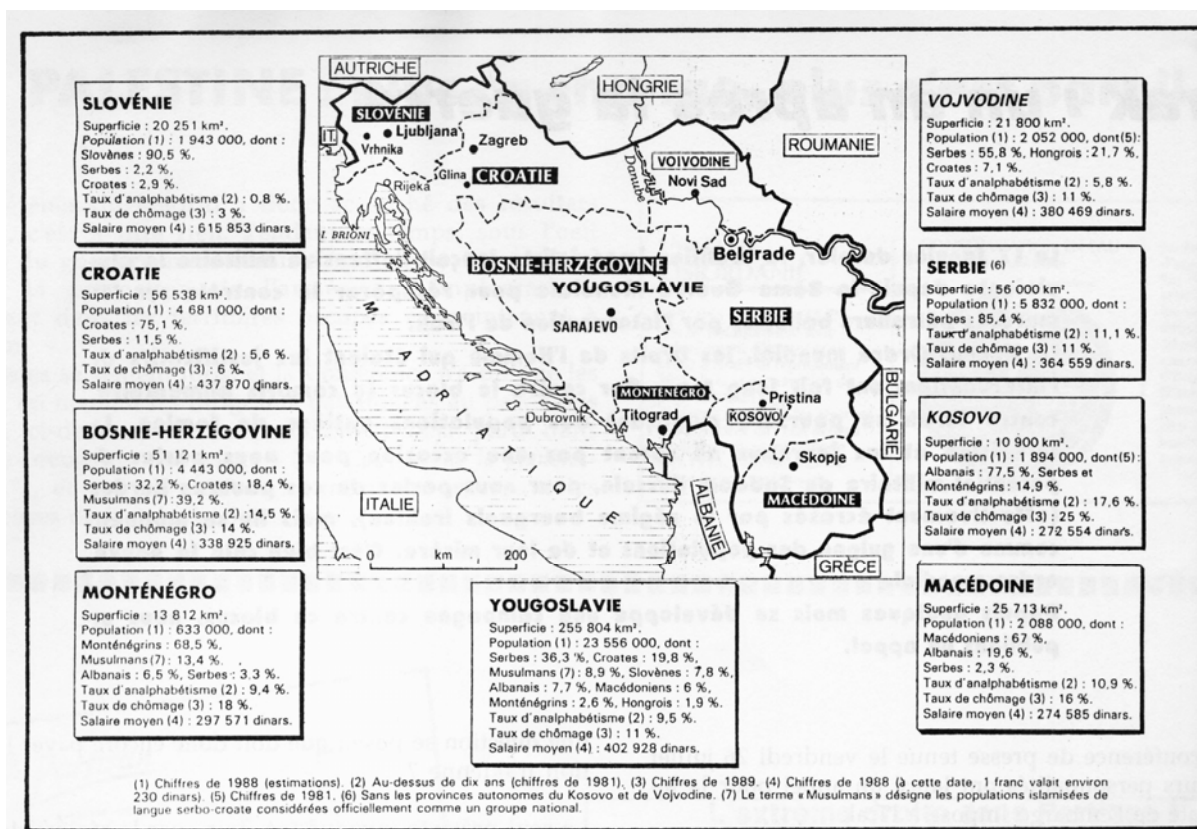 SLOVÉNIE
Superficie : 20 251 km².
Population (1) : 1 943 000, dont :
Slovènes : 90,5 %,
Serbes : 2,2 %,
Croates : 2,9 %.
Taux d'analphabétisme (2) : 0,8 %.
Taux de chômage (3) : 3 %.
Salaire moyen (4) : 615 853 dinars.
CROATIE
Superficie : 56 538 km².
Population (1) : 4 681 000, dont :
Croates : 75,1 %,
Serbes : 11,5 %.
Taux d'analphabétisme (2) : 5,6 %.
Taux de chômage (3) : 6 %.
Salaire moyen (4) : 437 870 dinars.
BOSNIE-HERZÉGOVINE
Superficie : 51 121 km².
Population (1) : 4 443 000, dont :
Serbes : 32,2 %, Croates : 18,4 %,
Musulmans (7) : 39,2 %.
Taux d'analphabétisme (2) : 14,5 %.
Taux de chômage (3) : 14 %.
Salaire moyen (4) : 338 925 dinars.
MONTÉNÉGRO
Superficie : 13 812 km².
Population (1) : 633 000, dont :
Monténégrins : 68,5 %,
Musulmans (7) : 13,4 %,
Albanais : 6,5 %, Serbes : 3.3 %.
Taux d'analphabétisme (2) : 9,4 %.
Taux de chômage (3) : 18 %.
Salaire moyen (4) : 297 571 dinars.
AUTRICHE
HONGRIE
ROUMANIE
SLOVÉNIE
IT.
Ljubljana
Vrhnika
Zagreb
Glina
CROATIE
Rijeka
I. BRIONI
VOIVODINE
Novi Sad
Danube
Belgrade
BOSNIE-HERZÉGOVINE
YOUGOSLAVIE
SARAJEVO
SERBIE
MER ADRIATIQUE
MONTÉNÉGRO
Pristina
KOSOVO
Dubrovnik
Titograd
Skopje
BULGARIE
ITALIE
ALBANIE
MACÉDOINE
GRÈCE
0 km 200
YOUGOSLAVIE
Superficie : 255 804 km².
Population (1) : 23 556 000, dont :
Serbes : 36,3 %, Croates : 19,8 %,
Musulmans (7) : 8,9 %, Slovènes : 7,8 %,
Albanais : 7,7 %, Macédoniens : 6 %,
Monténégrins : 2,6 %, Hongrois : 1,9 %.
Taux d'analphabétisme (2) : 9,5 %.
Taux de chômage (3) : 11 %.
Salaire moyen (4) : 402 928 dinars.
VOJVODINE
Superficie : 21 800 km².
Population (1) : 2 052 000, dont(5):
Serbes : 55,8 %, Hongrois : 21,7 %,
Croates : 7,1 %.
Taux d'analphabétisme (2) : 5,8 %.
Taux de chômage (3) : 11 %.
Salaire moyen (4) : 380 469 dinars.
SERBIE (6)
Superficie : 56 000 km².
Population (1) : 5 832 000, dont :
Serbes : 85,4 %.
Taux d'analphabétisme (2) : 11,1 %.
Taux de chômage (3) : 11 %.
Salaire moyen (4) : 364 559 dinars.
KOSOVO
Superficie : 10 900 km².
Population (1) : 1 894 000, dont(5):
Albanais : 77,5 %, Serbes et
Monténégrins : 14,9 %.
Taux d'analphabétisme (2) : 17,6 %.
Taux de chômage (3) : 25 %.
Salaire moyen (4) : 272 554 dinars.
MACÉDOINE
Superficie : 25 713 km².
Population (1) : 2 088 000, dont :
Macédoniens : 67 %,
Albanais : 19,6 %,
Serbes : 2,3 %.
Taux d'analphabétisme (2) : 10,9 %.
Taux de chômage (3) : 16 %.
Salaire moyen (4) : 274 585 dinars.
(1) Chiffres de 1988 (estimations). (2) Au-dessus de dix ans (chiffres de 1981). (3) Chiffres de 1989. (4) Chiffres de 1988 (à cette date, 1 franc valait environ
230 dinars). (5) Chiffres de 1981. (6) Sans les provinces autonomes du Kosovo et de Vojvodine. (7) Le terme « Musulmans » désigne les populations islamisées de
langue serbo-croate considérées officiellement comme un groupe national.